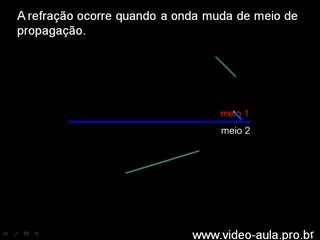 A refração ocorre quando a onda muda de meio de
propagação.
meio 1
meio 2
www.video-aula.pro.br